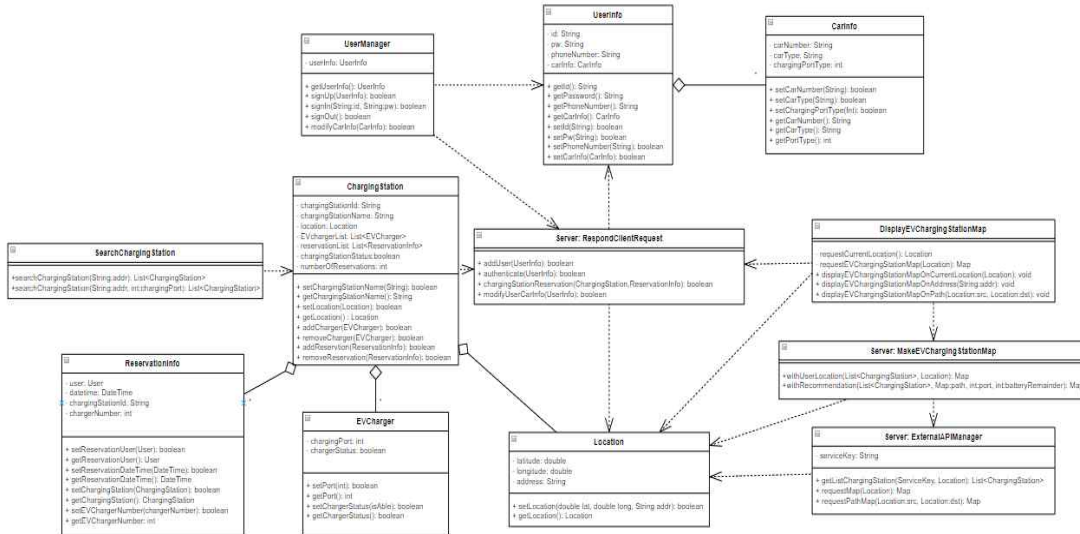 UserManager
- userInfo: UserInfo
+ getUserInfo(): UserInfo
+ signUp(UserInfo): boolean
+ signIn(String:id, String:pw): boolean
+ signOut(): boolean
+ modifyCarInfo(CarInfo): boolean
UserInfo
- id: String
- pw: String
- phoneNumber: String
- carInfo: CarInfo
+ getId(): String
+ getPassword(): String
+ getPhoneNumber(): String
+ getCarInfo(): CarInfo
+ setId(String): boolean
+ setPw(String): boolean
+ setPhoneNumber(String): boolean
+ setCarInfo(CarInfo): boolean
CarInfo
- carNumber: String
- carType: String
- chargingPortType: int
+ setCarNumber(String): boolean
+ setCarType(String): boolean
+ setChargingPortType(Int): boolean
+ getCarNumber(): String
+ getCarType(): String
+ getPortType(): int
SearchChargingStation
+searchChargingStation(String:addr): List<ChargingStation>
+searchChargingStation(String:addr, int:chargingPort): List<ChargingStation>
ChargingStation
- chargingStationId: String
- chargingStationName: String
- location: Location
- EVchargerList: List<EVCharger>
- reservationList: List<ReservationInfo>
- chargingStationStatus:boolean
- numberOfReservations: int
+ setChargingStationName(String): boolean
+ getChargingStationName(): String
+ setLocation(Location): boolean
+ getLocation() : Location
+ addCharger(EVCharger): boolean
+ removeCharger(EVCharger): boolean
+ addReservtion(ReservationInfo): boolean
+ removeReservation(ReservationInfo): boolean
Server: RespondClientRequest
+ addUser(UserInfo): boolean
+ authenticate(UserInfo): boolean
+ chargingStationReservation(ChargingStation,ReservationInfo): boolean
+ modifyUserCarInfo(UserInfo): boolean
DisplayEVChargingStationMap
- requestCurrentLocation(): Location
- requestEVChargingStationMap(Location): Map
+ displayEVChargingStationMapOnCurrentLocation(Location): void
+ displayEVChargingStationMapOnAddress(String:addr): void
+ displayEVChargingStationMapOnPath(Location:src, Location:dst): void
Server: MakeEVChargingStationMap
+withUserLocation(List<ChargingStation>, Location): Map
+withRecommendation(List<ChargingStation>, Map:path, int:port, int:batteryRemainder): Ma
ReservationInfo
- user: User
- datetime: DateTime
- chargingStationId, String
- chargerNumber: int
+ setReservationUser(User): boolean
+ getReservationUser(): User
+ setReservationDateTime(DateTime): boolean
+ getReservationDateTime(): DateTime
+ setChargingStation(ChargingStation): boolean
+ getChargingStation(): ChargingStation
+ setEVChargerNumber(chargerNumber): boolean
+ getEVChargerNumber: int
EVCharger
- chargingPort: int
- chargerStatus: boolean
+ setPort(int): boolean
+ getPort(): int
+ setChargerStatus(isAble): boolean
+ getChargerStatus(): boolean
Location
- latitude: double
- longitude, double
- address: String
+ setLocation(double lat, double long, String addr): boolean
+ getLocation(): Location
Server: ExternalAPIManager
- serviceKey: String
+ getListChargingStation(ServiceKey, Location): List<ChargingStation>
+ requestMap(Location): Map
+ requestPathMap(Location:src, Location:dst): Map